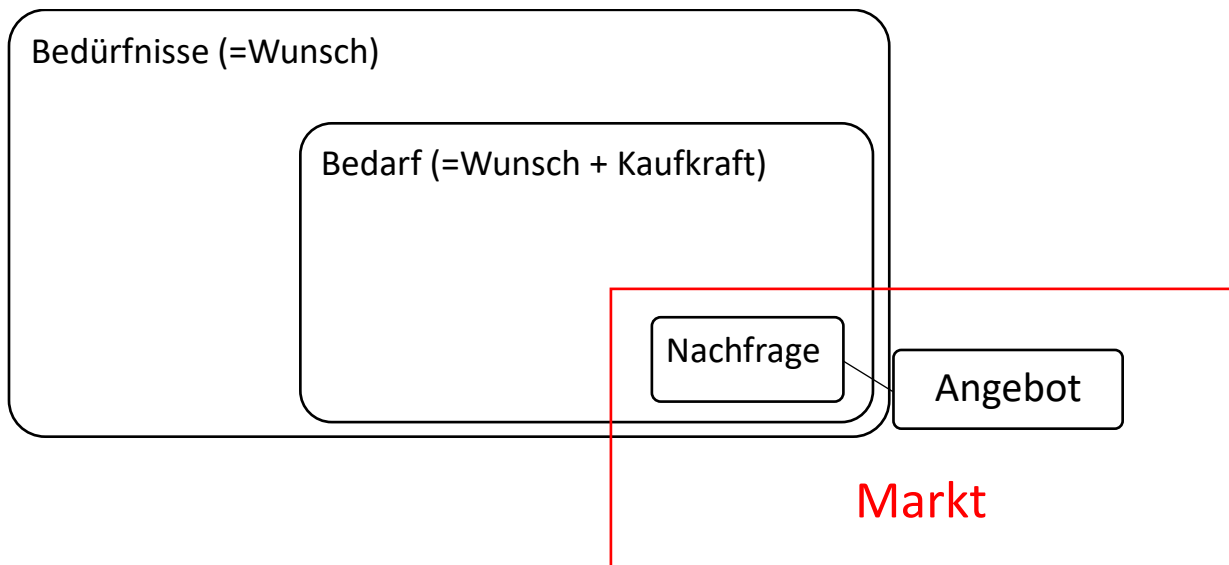 Bedürfnisse (=Wunsch)
Bedarf (=Wunsch + Kaufkraft)
Nachfrage
Angebot
Markt